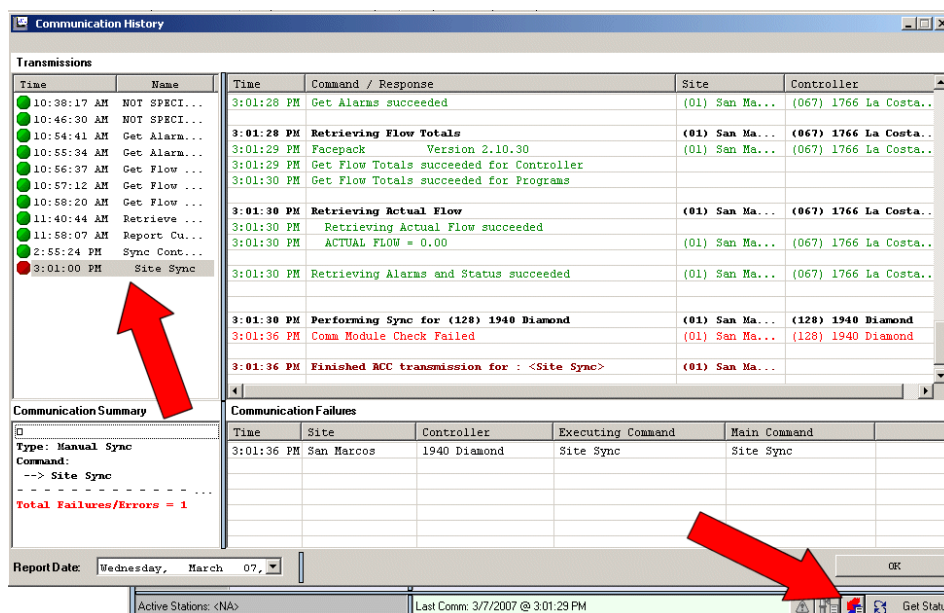 Communication History
Transmissions
Time Name
10:38:17 AM NOT SPECI...
10:46:30 AM NOT SPECI...
10:54:41 AM Get Alarm...
10:55:34 AM Get Alarm...
10:56:37 AM Get Flow ...
10:57:12 AM Get Flow ...
10:58:20 AM Get Flow ...
11:40:44 AM Retrieve ...
11:58:07 AM Report Cu...
2:55:24 PM Sync Cont...
3:01:00 PM Site Sync
Time Command / Response Site Controller
3:01:28 PM Get Alarms succeeded (01) San Ma... (067) 1766 La Costa..
3:01:28 PM Retrieving Flow Totals (01) San Ma... (067) 1766 La Costa..
3:01:29 PM Facepack Version 2.10.30 (01) San Ma... (067) 1766 La Costa..
3:01:29 PM Get Flow Totals succeeded for Controller
3:01:30 PM Get Flow Totals succeeded for Programs
3:01:30 PM Retrieving Actual Flow (01) San Ma... (067) 1766 La Costa..
3:01:30 PM Retrieving Actual Flow succeeded
3:01:30 PM ACTUAL FLOW = 0.00 (01) San Ma... (067) 1766 La Costa..
3:01:30 PM Retrieving Alarms and Status succeeded (01) San Ma... (067) 1766 La Costa..
3:01:30 PM Performing Sync for (128) 1940 Diamond (01) San Ma... (128) 1940 Diamond
3:01:36 PM Comm Module Check Failed (01) San Ma... (128) 1940 Diamond
3:01:36 PM Finished ACC transmission for : <Site Sync> (01) San Ma...
Communication Summary
Type: Manual Sync
Command:
--> Site Sync
- - - - - - - - - - - - - - ...
Total Failures/Errors = 1
Communication Failures
Time Site Controller Executing Command Main Command
3:01:36 PM San Marcos 1940 Diamond Site Sync Site Sync
Report Date: Wednesday, March 07,
OK
Active Stations: <NA> Last Comm: 3/7/2007 @ 3:01:29 PM Get Statu